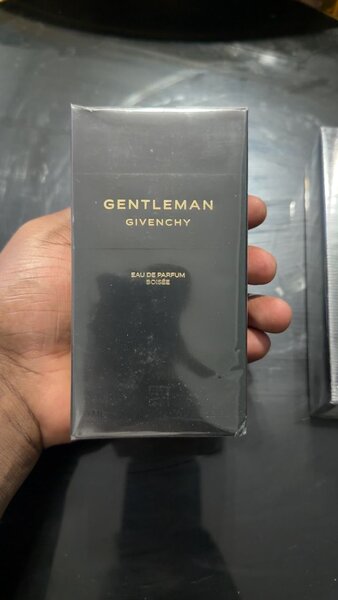 GENTLEMAN
GIVENCHY
EAU DE PARFUM
BOISÉE